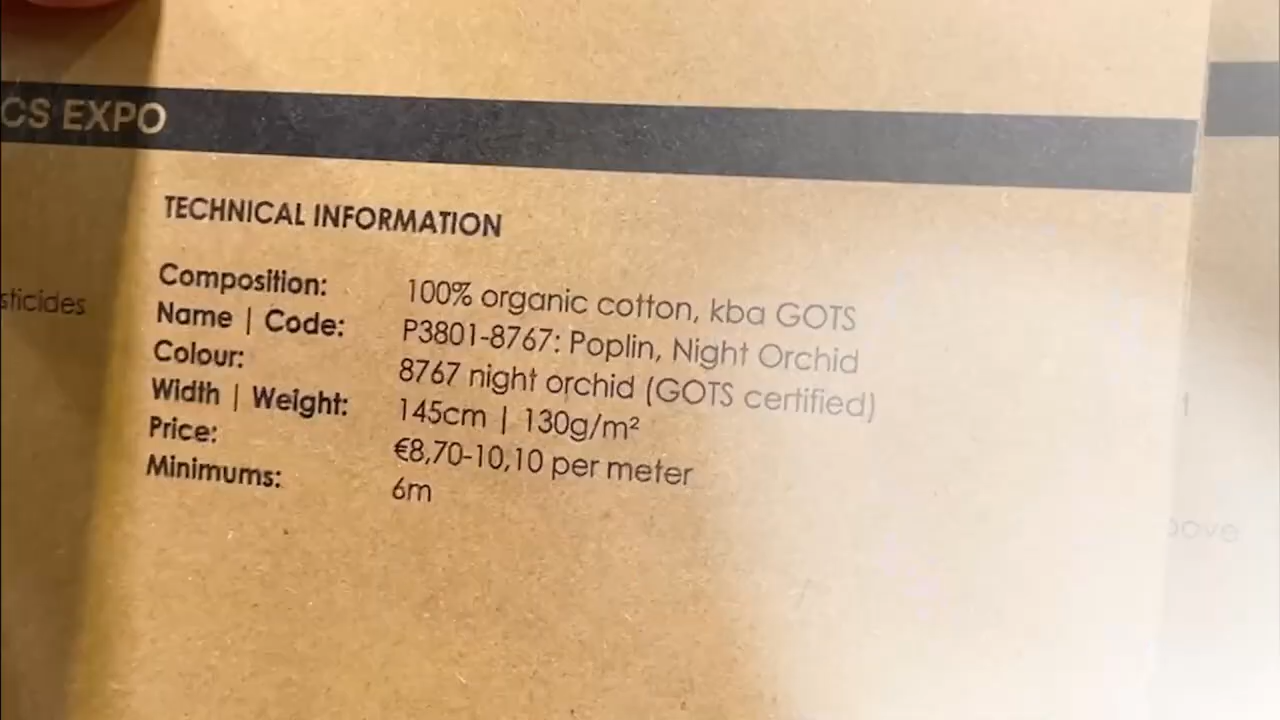 CS EXPO
TECHNICAL INFORMATION
Composition: 100% organic cotton, kba GOTS
Name | Code: P3801-8767: Poplin, Night Orchid
Colour: 8767 night orchid (GOTS certified)
Width | Weight: 145cm | 130g/m²
Price: €8,70-10,10 per meter
Minimums: 6m
sticides